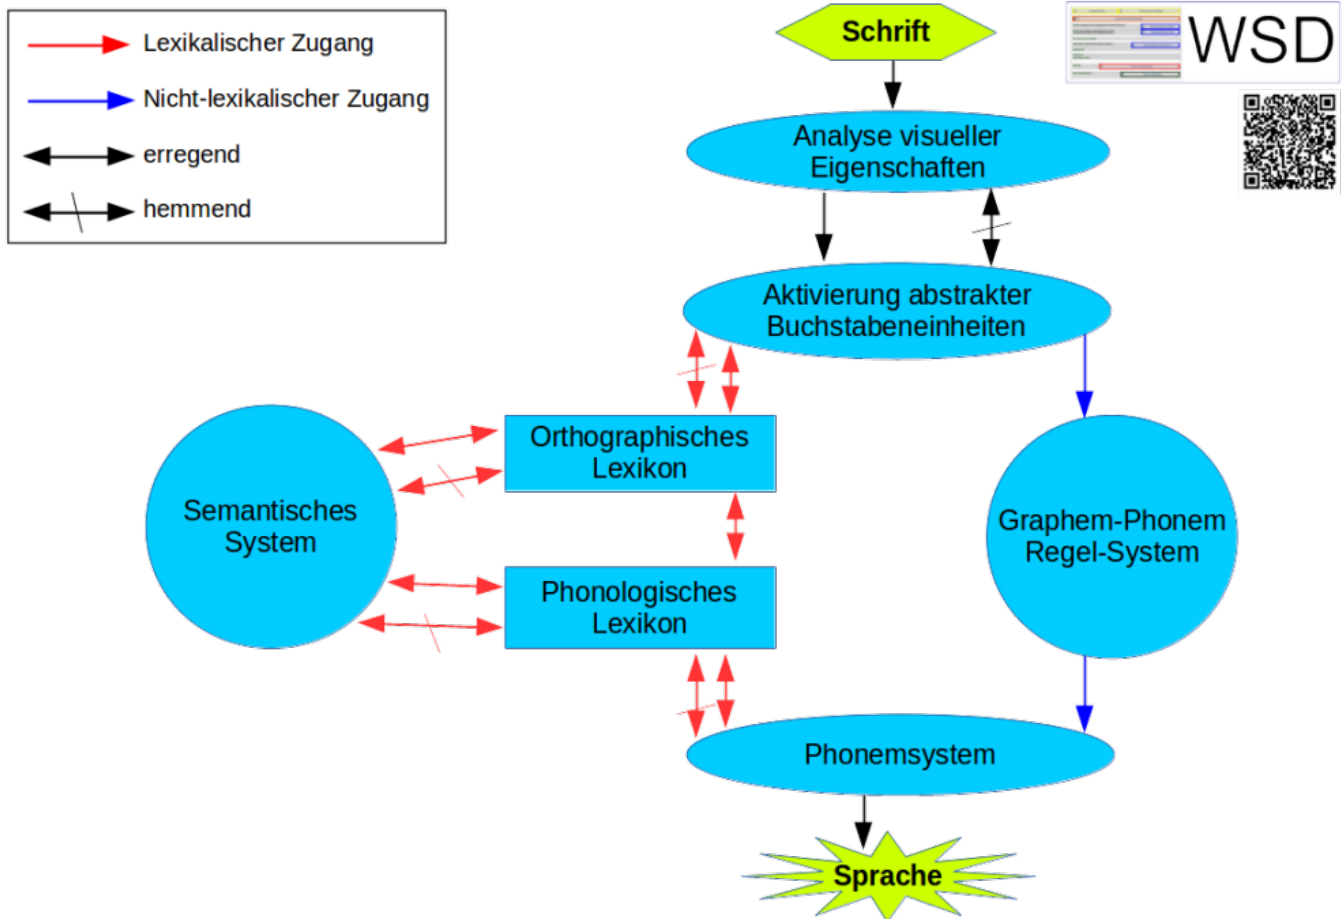 Lexikalischer Zugang
Nicht-lexikalischer Zugang
erregend
hemmend
Schrift
WSD
Analyse visueller
Eigenschaften
Aktivierung abstrakter
Buchstabeneinheiten
Orthographisches
Lexikon
Semantisches
System
Graphem-Phonem
Regel-System
Phonologisches
Lexikon
Phonemsystem
Sprache